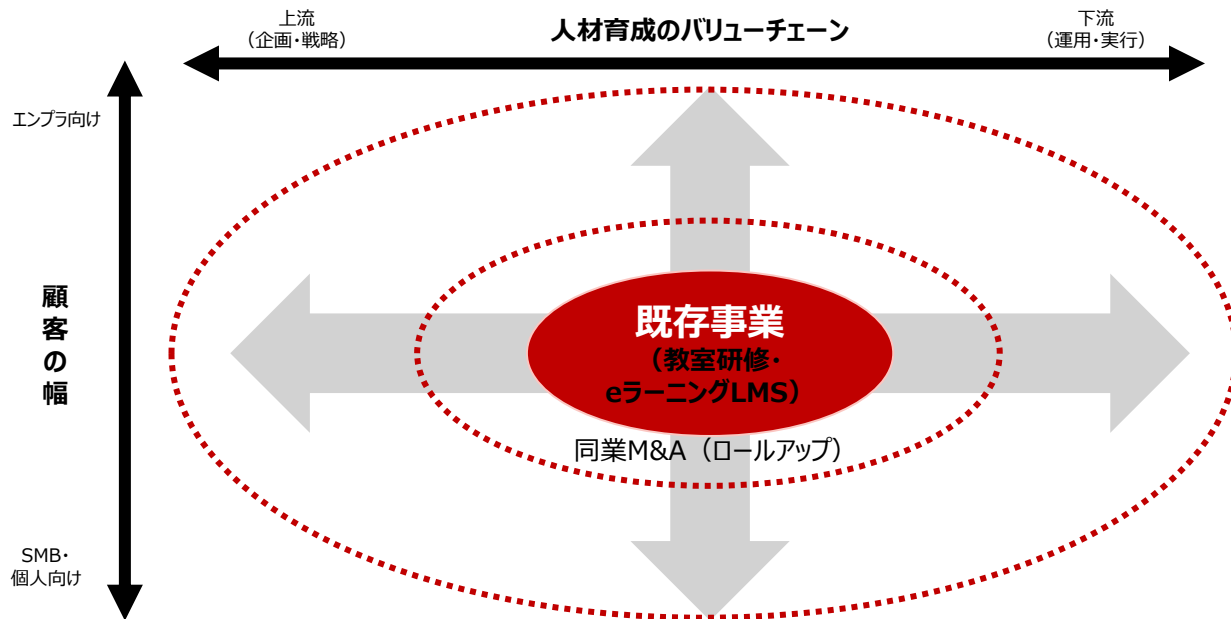 上流
（企画・戦略）
人材育成のバリューチェーン
下流
（運用・実行）
エンプラ向け
顧客の幅
既存事業
（教室研修・
eラーニングLMS）
同業M&A（ロールアップ）
SMB・
個人向け